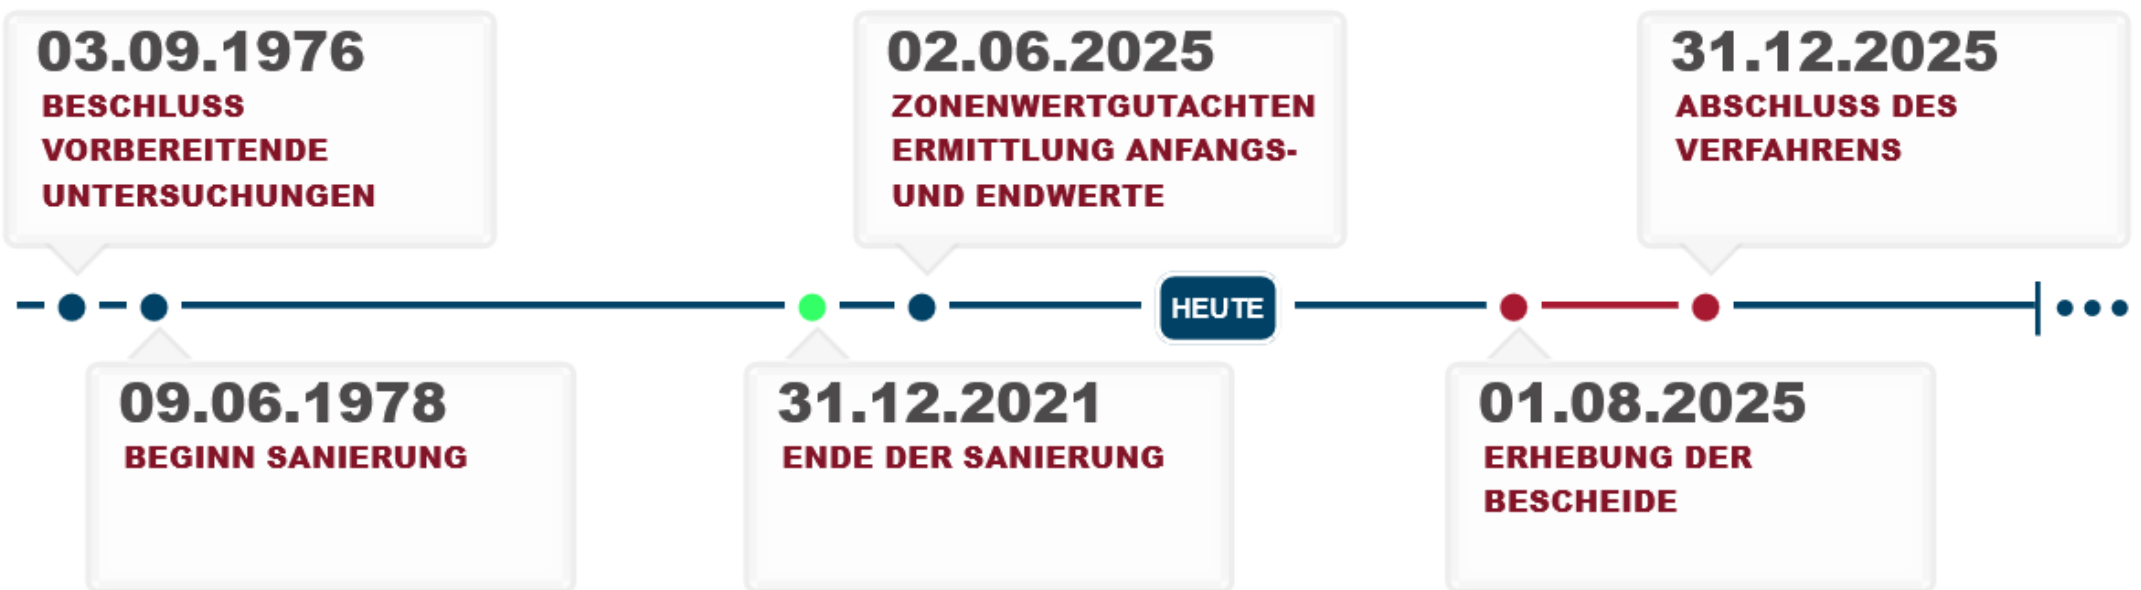 03.09.1976
BESCHLUSS
VORBEREITENDE
UNTERSUCHUNGEN
02.06.2025
ZONENWERTGUTACHTEN
ERMITTLUNG ANFANGS-
UND ENDWERTE
31.12.2025
ABSCHLUSS DES
VERFAHRENS
HEUTE
09.06.1978
BEGINN SANIERUNG
31.12.2021
ENDE DER SANIERUNG
01.08.2025
ERHEBUNG DER
BESCHEIDE